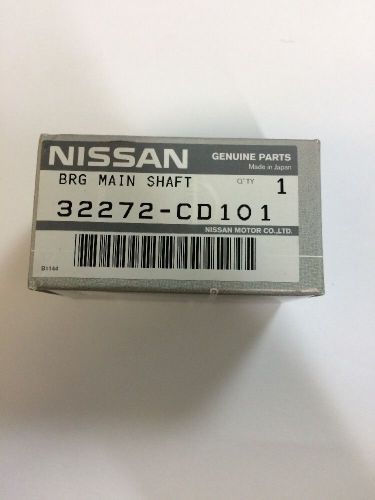 NISSAN GENUINE PARTS
Made in Japan
BRG MAIN SHAFT Q'TY 1
32272-CD101
NISSAN MOTOR CO.,LTD.
B1144